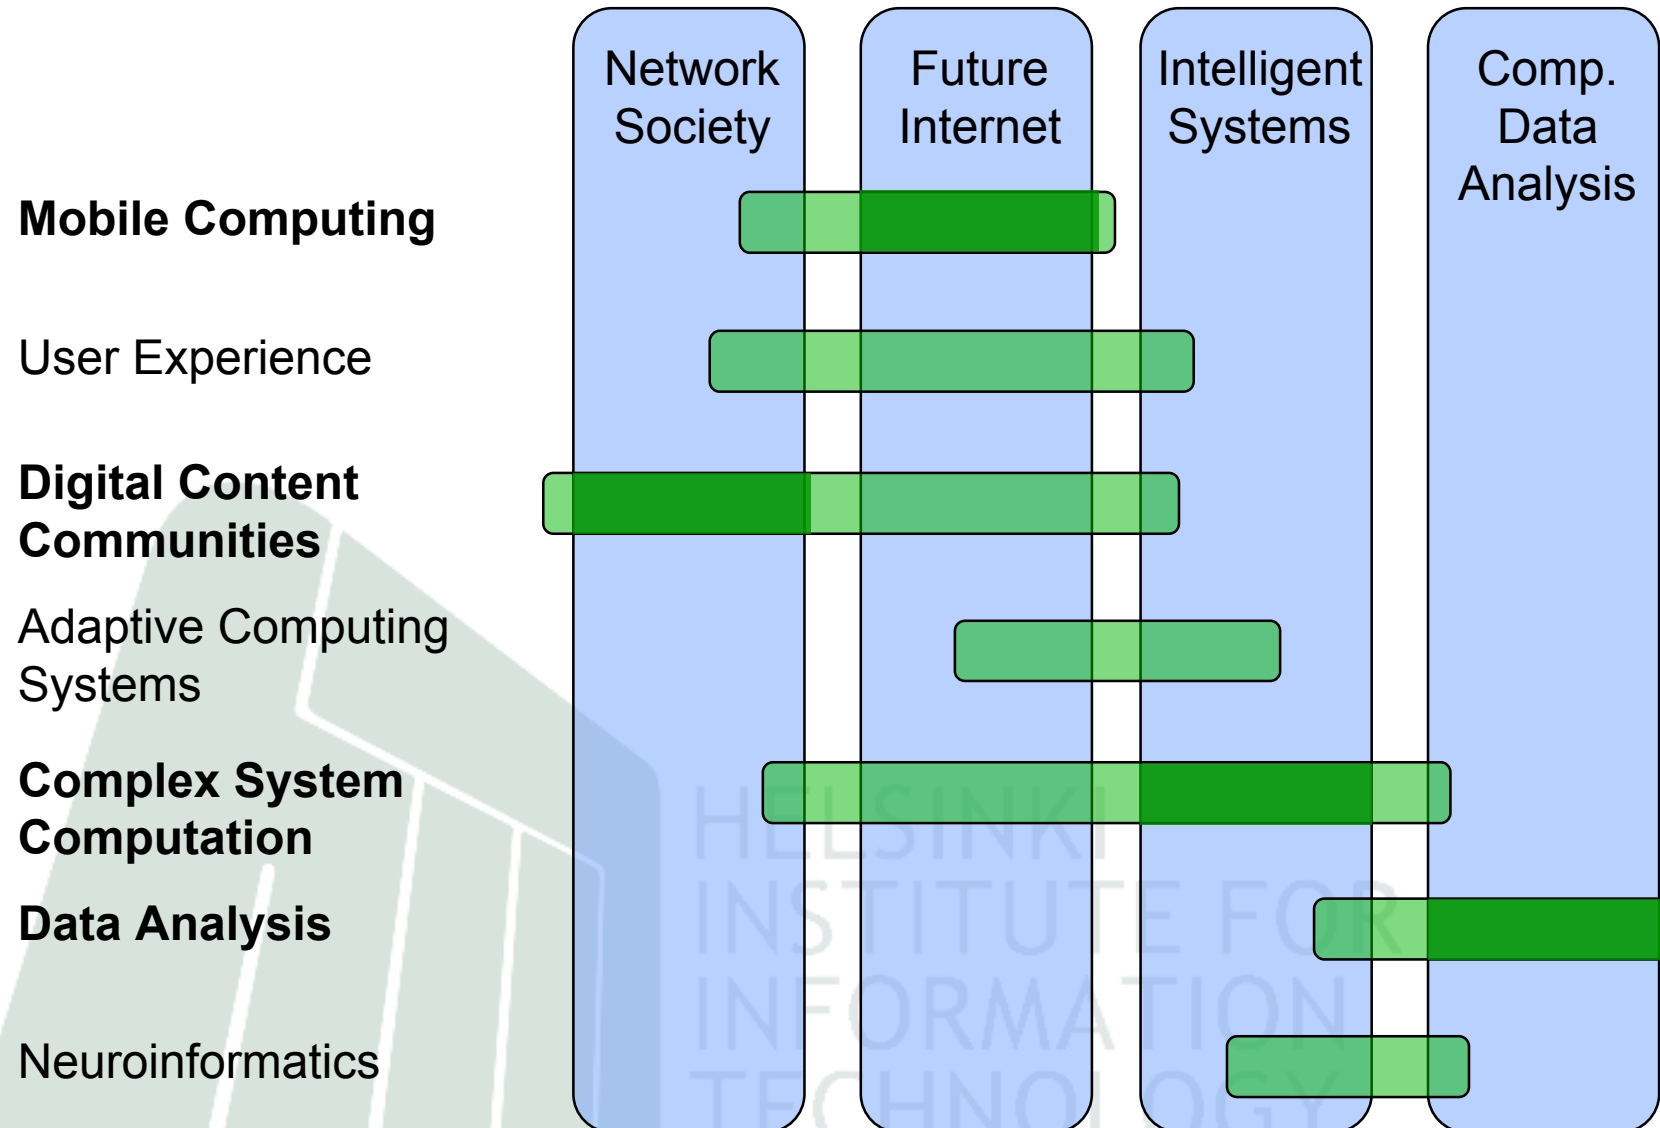 Network
Society
Future
Internet
Intelligent
Systems
Comp.
Data
Analysis
Mobile Computing
User Experience
Digital Content
Communities
Adaptive Computing
Systems
Complex System
Computation
Data Analysis
Neuroinformatics
HELSINKI
INSTITUTE FOR
INFORMATION
TECHNOLOGY